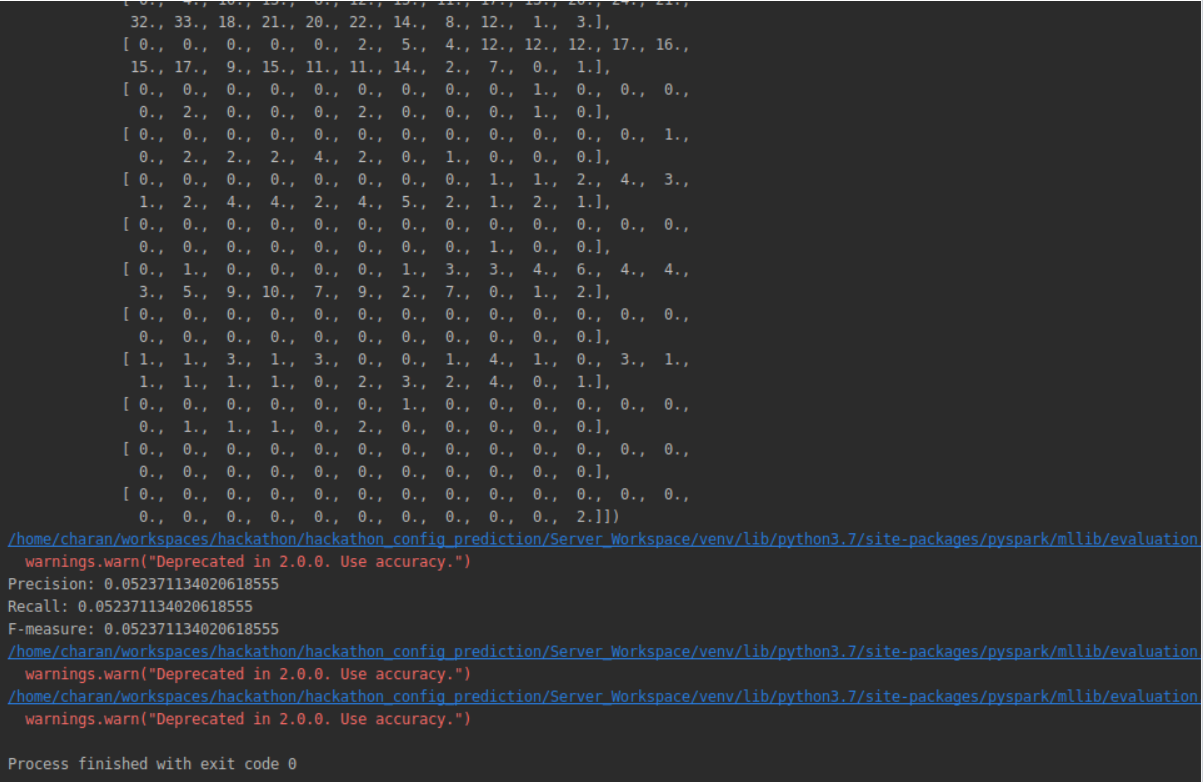 32., 33., 18., 21., 20., 22., 14., 8., 12., 1., 3.],
[ 0., 0., 0., 0., 0., 2., 5., 4., 12., 12., 12., 17., 16.,
15., 17., 9., 15., 11., 11., 14., 2., 7., 0., 1.],
[ 0., 0., 0., 0., 0., 0., 0., 0., 0., 1., 0., 0., 0.,
0., 2., 0., 0., 0., 2., 0., 0., 0., 1., 0.],
[ 0., 0., 0., 0., 0., 0., 0., 0., 0., 0., 0., 0., 1.,
0., 2., 2., 2., 4., 2., 0., 1., 0., 0., 0.],
[ 0., 0., 0., 0., 0., 0., 0., 0., 1., 1., 2., 4., 3.,
1., 2., 4., 4., 2., 4., 5., 2., 1., 2., 1.],
[ 0., 0., 0., 0., 0., 0., 0., 0., 0., 0., 0., 0., 0.,
0., 0., 0., 0., 0., 0., 0., 0., 1., 0., 0.],
[ 0., 1., 0., 0., 0., 0., 1., 3., 3., 4., 6., 4., 4.,
3., 5., 9., 10., 7., 9., 2., 7., 0., 1., 2.],
[ 0., 0., 0., 0., 0., 0., 0., 0., 0., 0., 0., 0., 0.,
0., 0., 0., 0., 0., 0., 0., 0., 0., 0., 0.],
[ 1., 1., 3., 1., 3., 0., 0., 1., 4., 1., 0., 3., 1.,
1., 1., 1., 1., 0., 2., 3., 2., 4., 0., 1.],
[ 0., 0., 0., 0., 0., 0., 1., 0., 0., 0., 0., 0., 0.,
0., 1., 1., 1., 0., 2., 0., 0., 0., 0., 0.],
[ 0., 0., 0., 0., 0., 0., 0., 0., 0., 0., 0., 0., 0.,
0., 0., 0., 0., 0., 0., 0., 0., 0., 0., 0.],
[ 0., 0., 0., 0., 0., 0., 0., 0., 0., 0., 0., 0., 0.,
0., 0., 0., 0., 0., 0., 0., 0., 0., 0., 2.]])
/home/charan/workspaces/hackathon/hackathon_config_prediction/Server_Workspace/venv/lib/python3.7/site-packages/pyspark/mllib/evaluation
warnings.warn("Deprecated in 2.0.0. Use accuracy.")
Precision: 0.052371134020618555
Recall: 0.052371134020618555
F-measure: 0.052371134020618555
/home/charan/workspaces/hackathon/hackathon_config_prediction/Server_Workspace/venv/lib/python3.7/site-packages/pyspark/mllib/evaluation
warnings.warn("Deprecated in 2.0.0. Use accuracy.")
/home/charan/workspaces/hackathon/hackathon_config_prediction/Server_Workspace/venv/lib/python3.7/site-packages/pyspark/mllib/evaluation
warnings.warn("Deprecated in 2.0.0. Use accuracy.")
Process finished with exit code 0